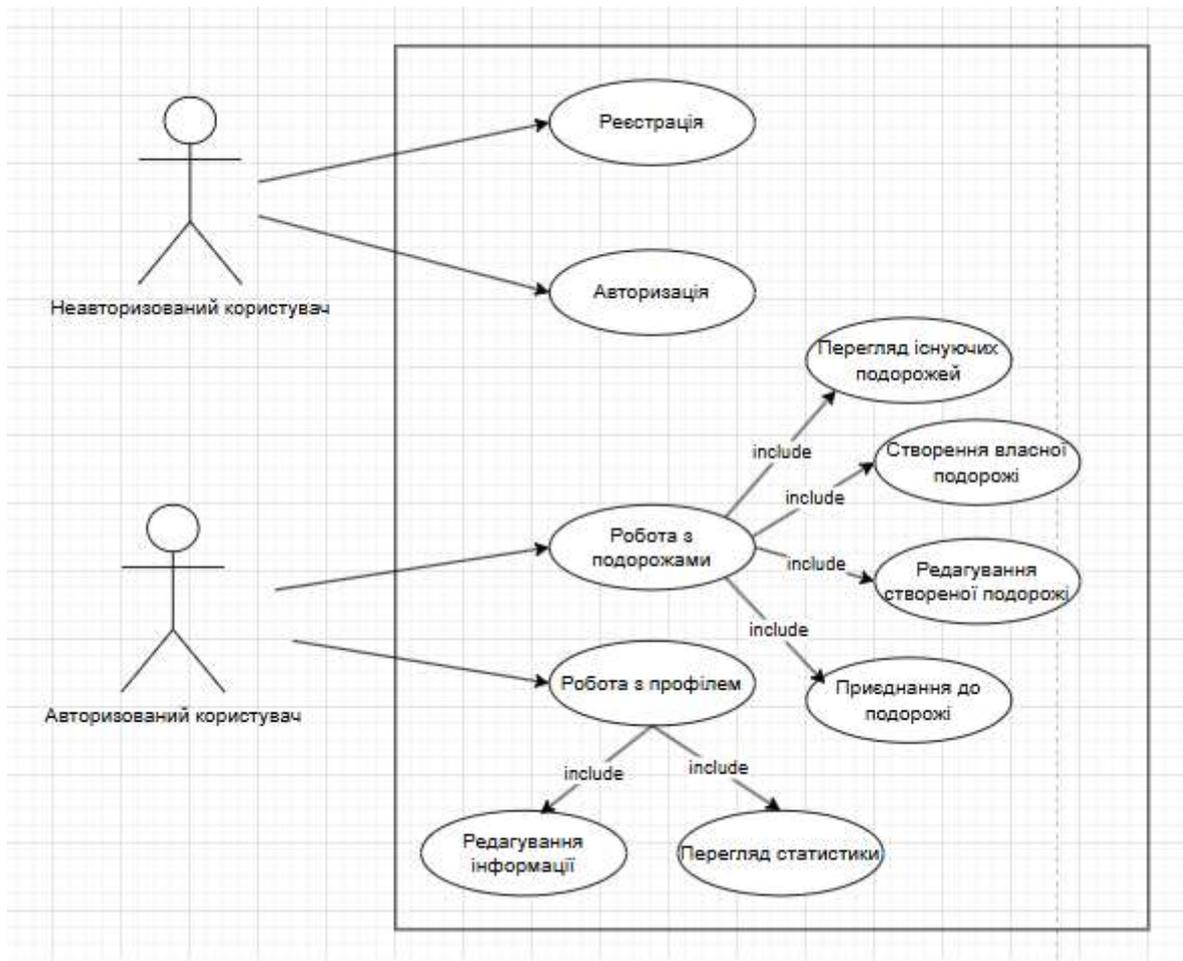 Реєстрація
Неавторизований користувач
Авторизація
Перегляд існуючих
подорожей
include
Створення власної
подорожі
include
Робота з
подорожами
include
Редагування
створеної подорожі
include
Робота з профілем
Приєднання до
подорожі
Авторизований користувач
include
include
Редагування
інформації
Перегляд статистики